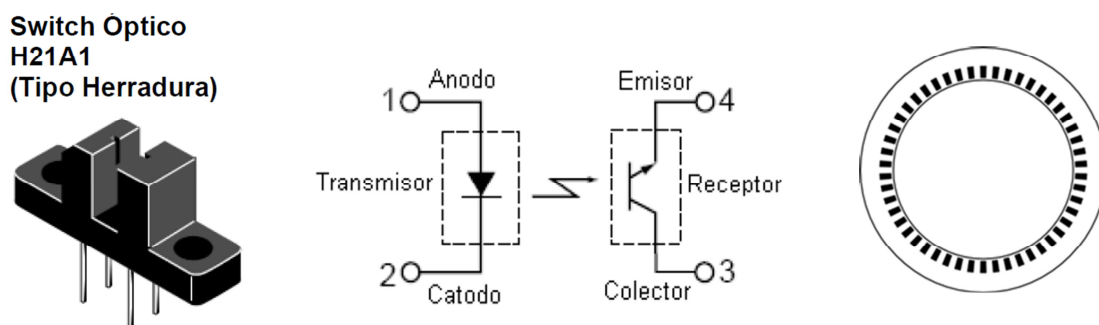 Switch Óptico
H21A1
(Tipo Herradura)
Anodo
1
Transmisor
2
Catodo
Emisor
4
Receptor
3
Colector